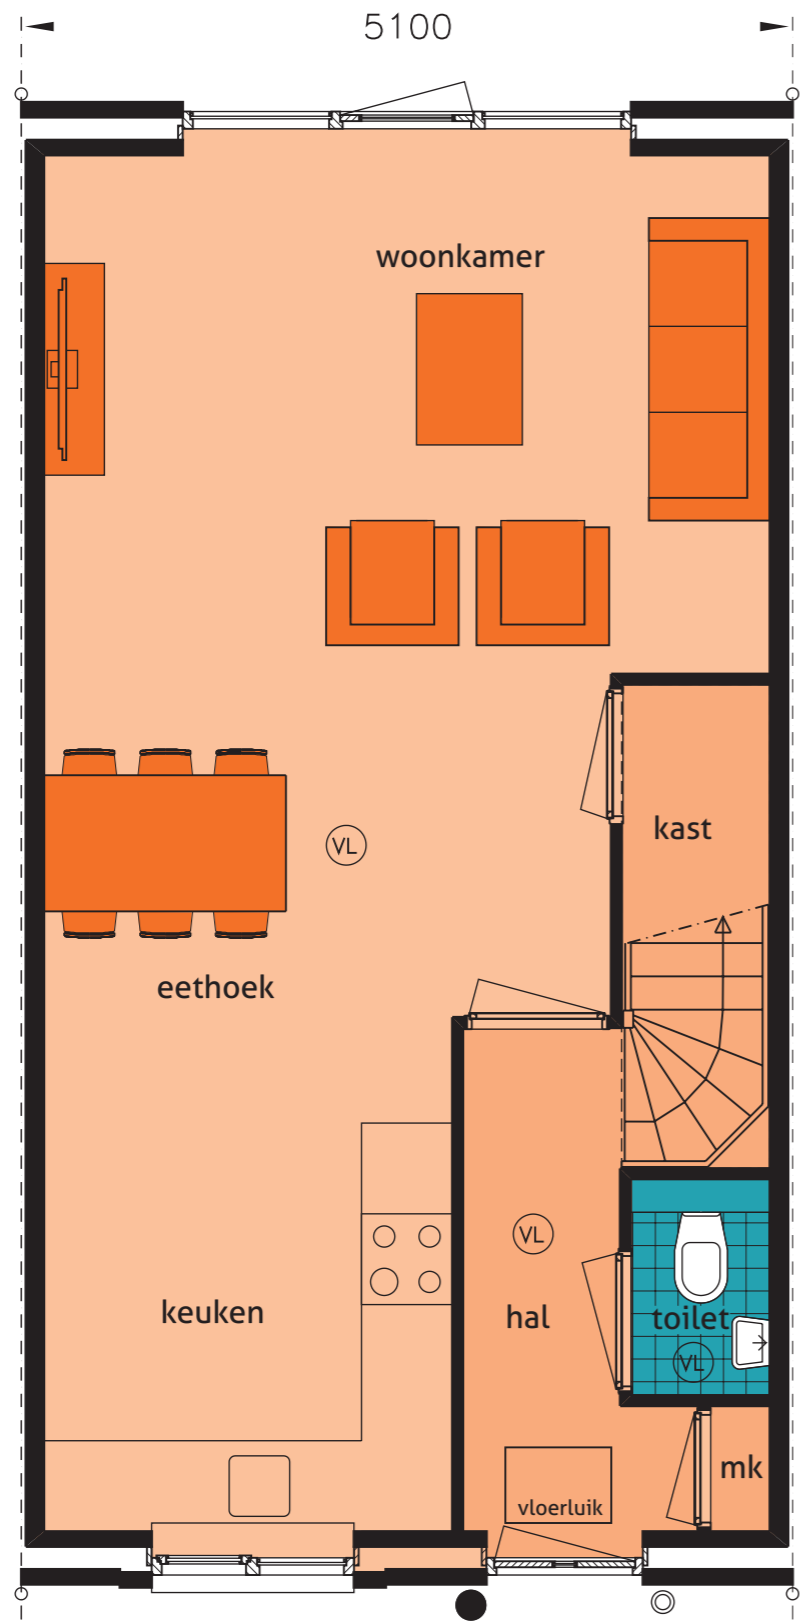 5100
woonkamer
kast
VL
eethoek
VL
keuken
hal
toilet
VL
mk
vloerluik